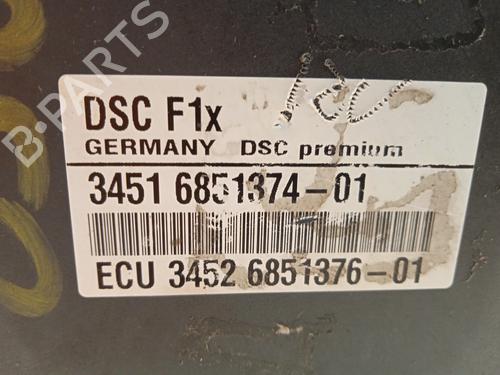 DSC F1x
GERMANY DSC premium
3451 6851374-01
ECU 3452 6851376-01
B-PARTS